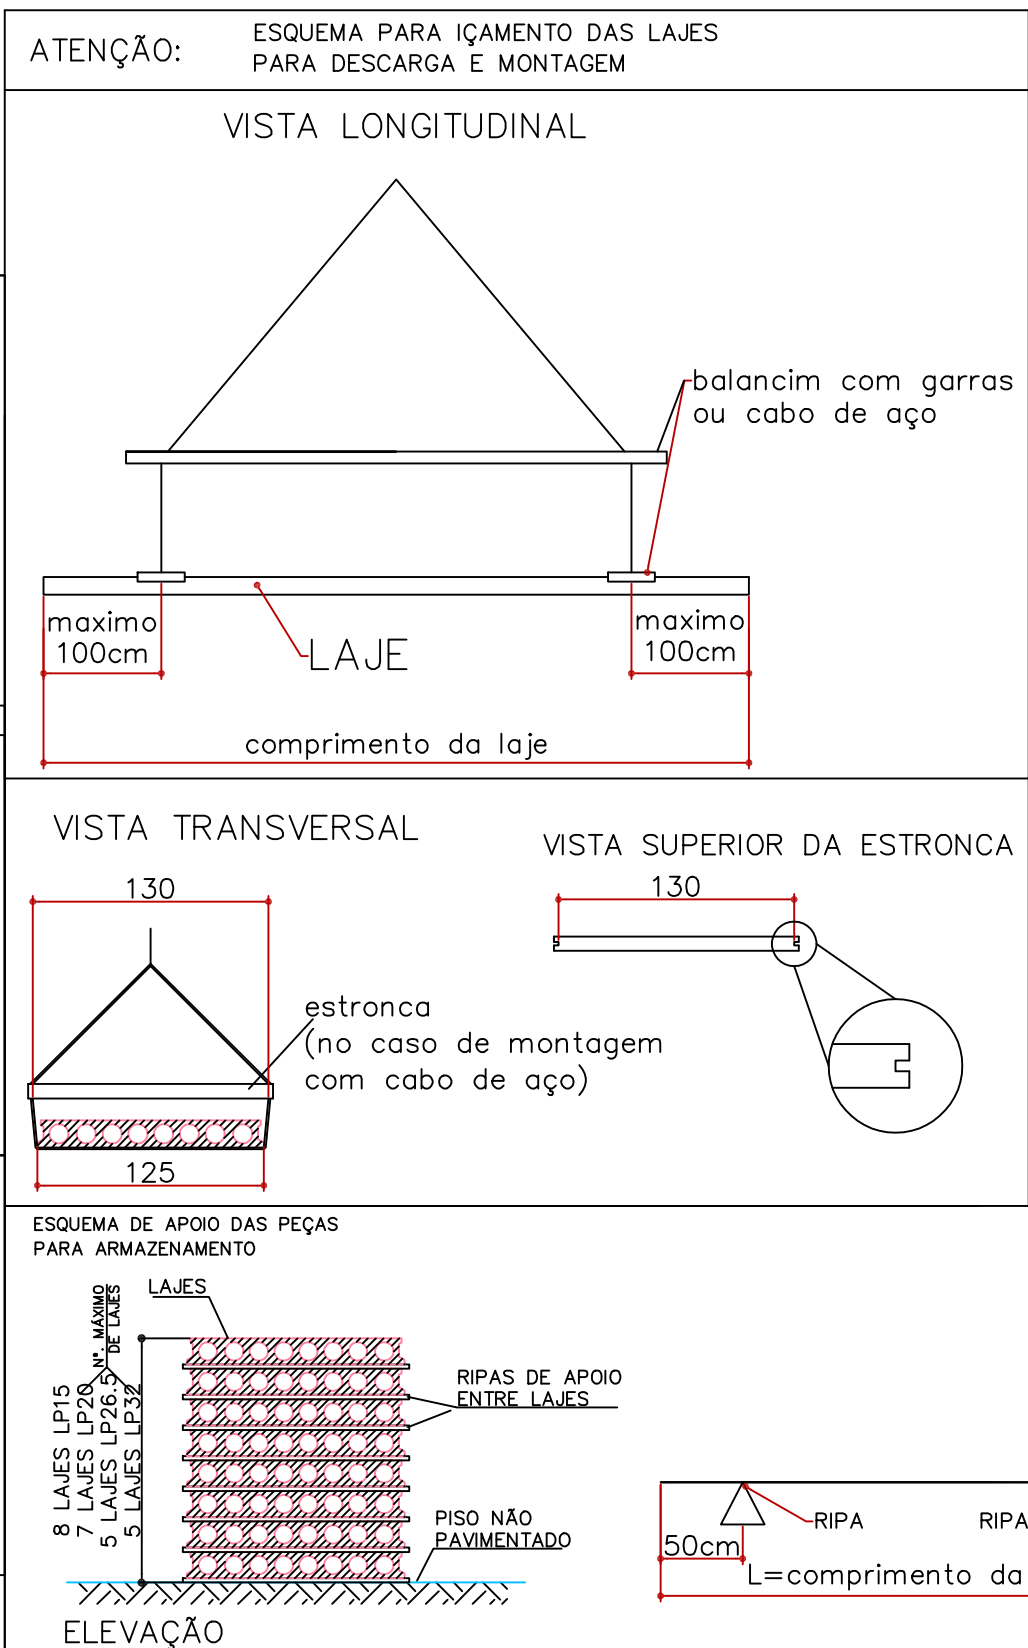 ATENÇÃO:
ESQUEMA PARA IÇAMENTO DAS LAJES
PARA DESCARGA E MONTAGEM
VISTA LONGITUDINAL
balancim com garras
ou cabo de aço
maximo
100cm
LAJE
maximo
100cm
comprimento da laje
VISTA TRANSVERSAL
130
estronca
(no caso de montagem
com cabo de aço)
125
VISTA SUPERIOR DA ESTRONCA
130
ESQUEMA DE APOIO DAS PEÇAS
PARA ARMAZENAMENTO
LAJES
Nº. MÁXIMO
DE LAJES
8 LAJES LP15
7 LAJES LP20
5 LAJES LP26.5
5 LAJES LP32
RIPAS DE APOIO
ENTRE LAJES
PISO NÃO
PAVIMENTADO
ELEVAÇÃO
RIPA
RIPA
50cm
L=comprimento da